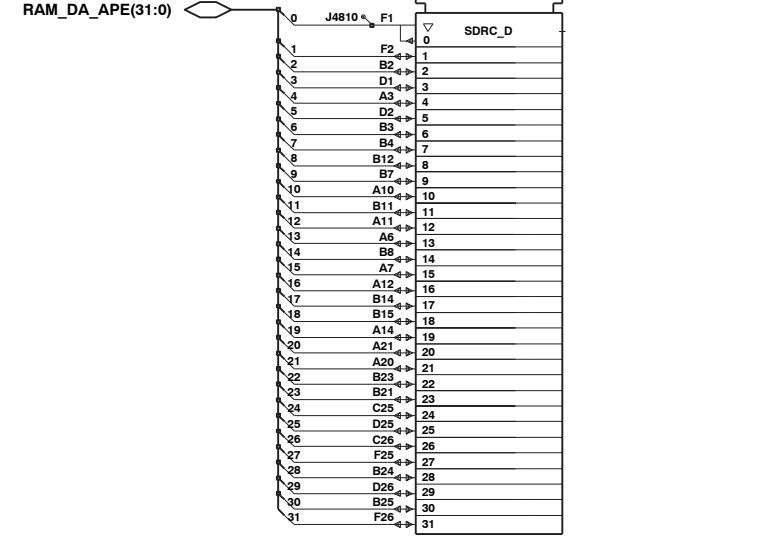 RAM_DA_APE(31:0)
0 J4810 F1 SDRC_D
0
1 F2 1
2 B2 2
3 D1 3
4 A3 4
5 D2 5
6 B3 6
7 B4 7
8 B12 8
9 B7 9
10 A10 10
11 B11 11
12 A11 12
13 A6 13
14 B8 14
15 A7 15
16 A12 16
17 B14 17
18 B15 18
19 A14 19
20 A21 20
21 A20 21
22 B23 22
23 B21 23
24 C25 24
25 D25 25
26 C26 26
27 F25 27
28 B24 28
29 D26 29
30 B25 30
31 F26 31